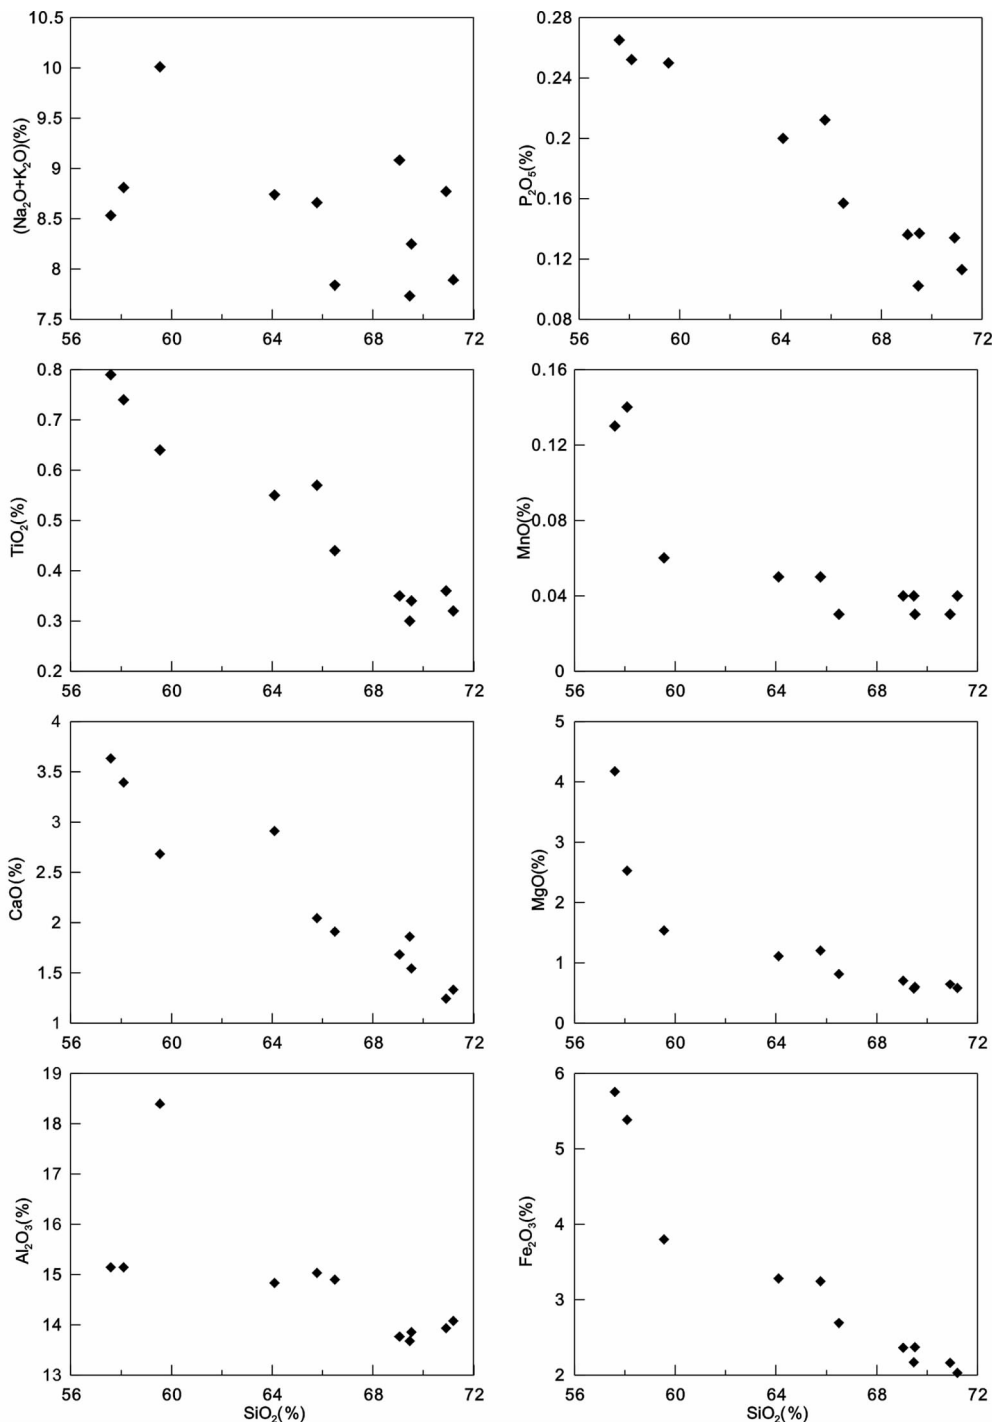 10.5
10
9.5
9
8.5
8
7.5
(Na₂O+K₂O)(%)
56 60 64 68 72
0.28
0.24
0.2
0.16
0.12
0.08
P₂O₅(%)
56 60 64 68 72
0.8
0.7
0.6
0.5
0.4
0.3
0.2
TiO₂(%)
56 60 64 68 72
0.16
0.12
0.08
0.04
0
MnO(%)
56 60 64 68 72
4
3.5
3
2.5
2
1.5
1
CaO(%)
56 60 64 68 72
5
4
3
2
1
0
MgO(%)
56 60 64 68 72
19
18
17
16
15
14
13
Al₂O₃(%)
56 60 64 68 72
SiO₂(%)
6
5
4
3
2
Fe₂O₃(%)
56 60 64 68 72
SiO₂(%)